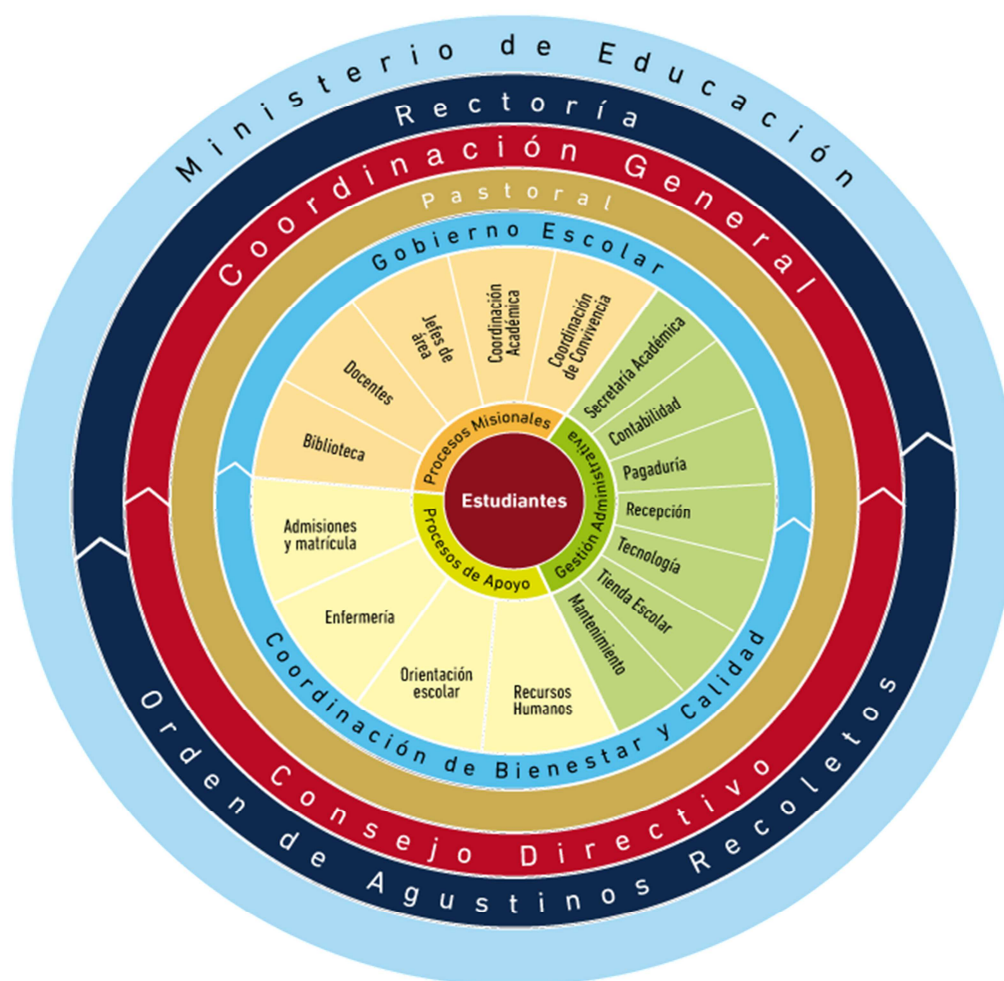 Ministerio de Educación
Rectoría
Coordinación General
Pastoral
Gobierno Escolar
Biblioteca
Docentes
Jefes de
área
Coordinación
Académica
Coordinación
de Convivencia
Secretaría Académica
Contabilidad
Pagaduría
Recepción
Tecnología
Tienda Escolar
Mantenimiento
Procesos Misionales
Gestión Administrativa
Estudiantes
Procesos de Apoyo
Admisiones
y matrícula
Enfermería
Orientación
escolar
Recursos
Humanos
Coordinación de Bienestar y Calidad
Consejo Directivo
Orden de Agustinos Recoletos